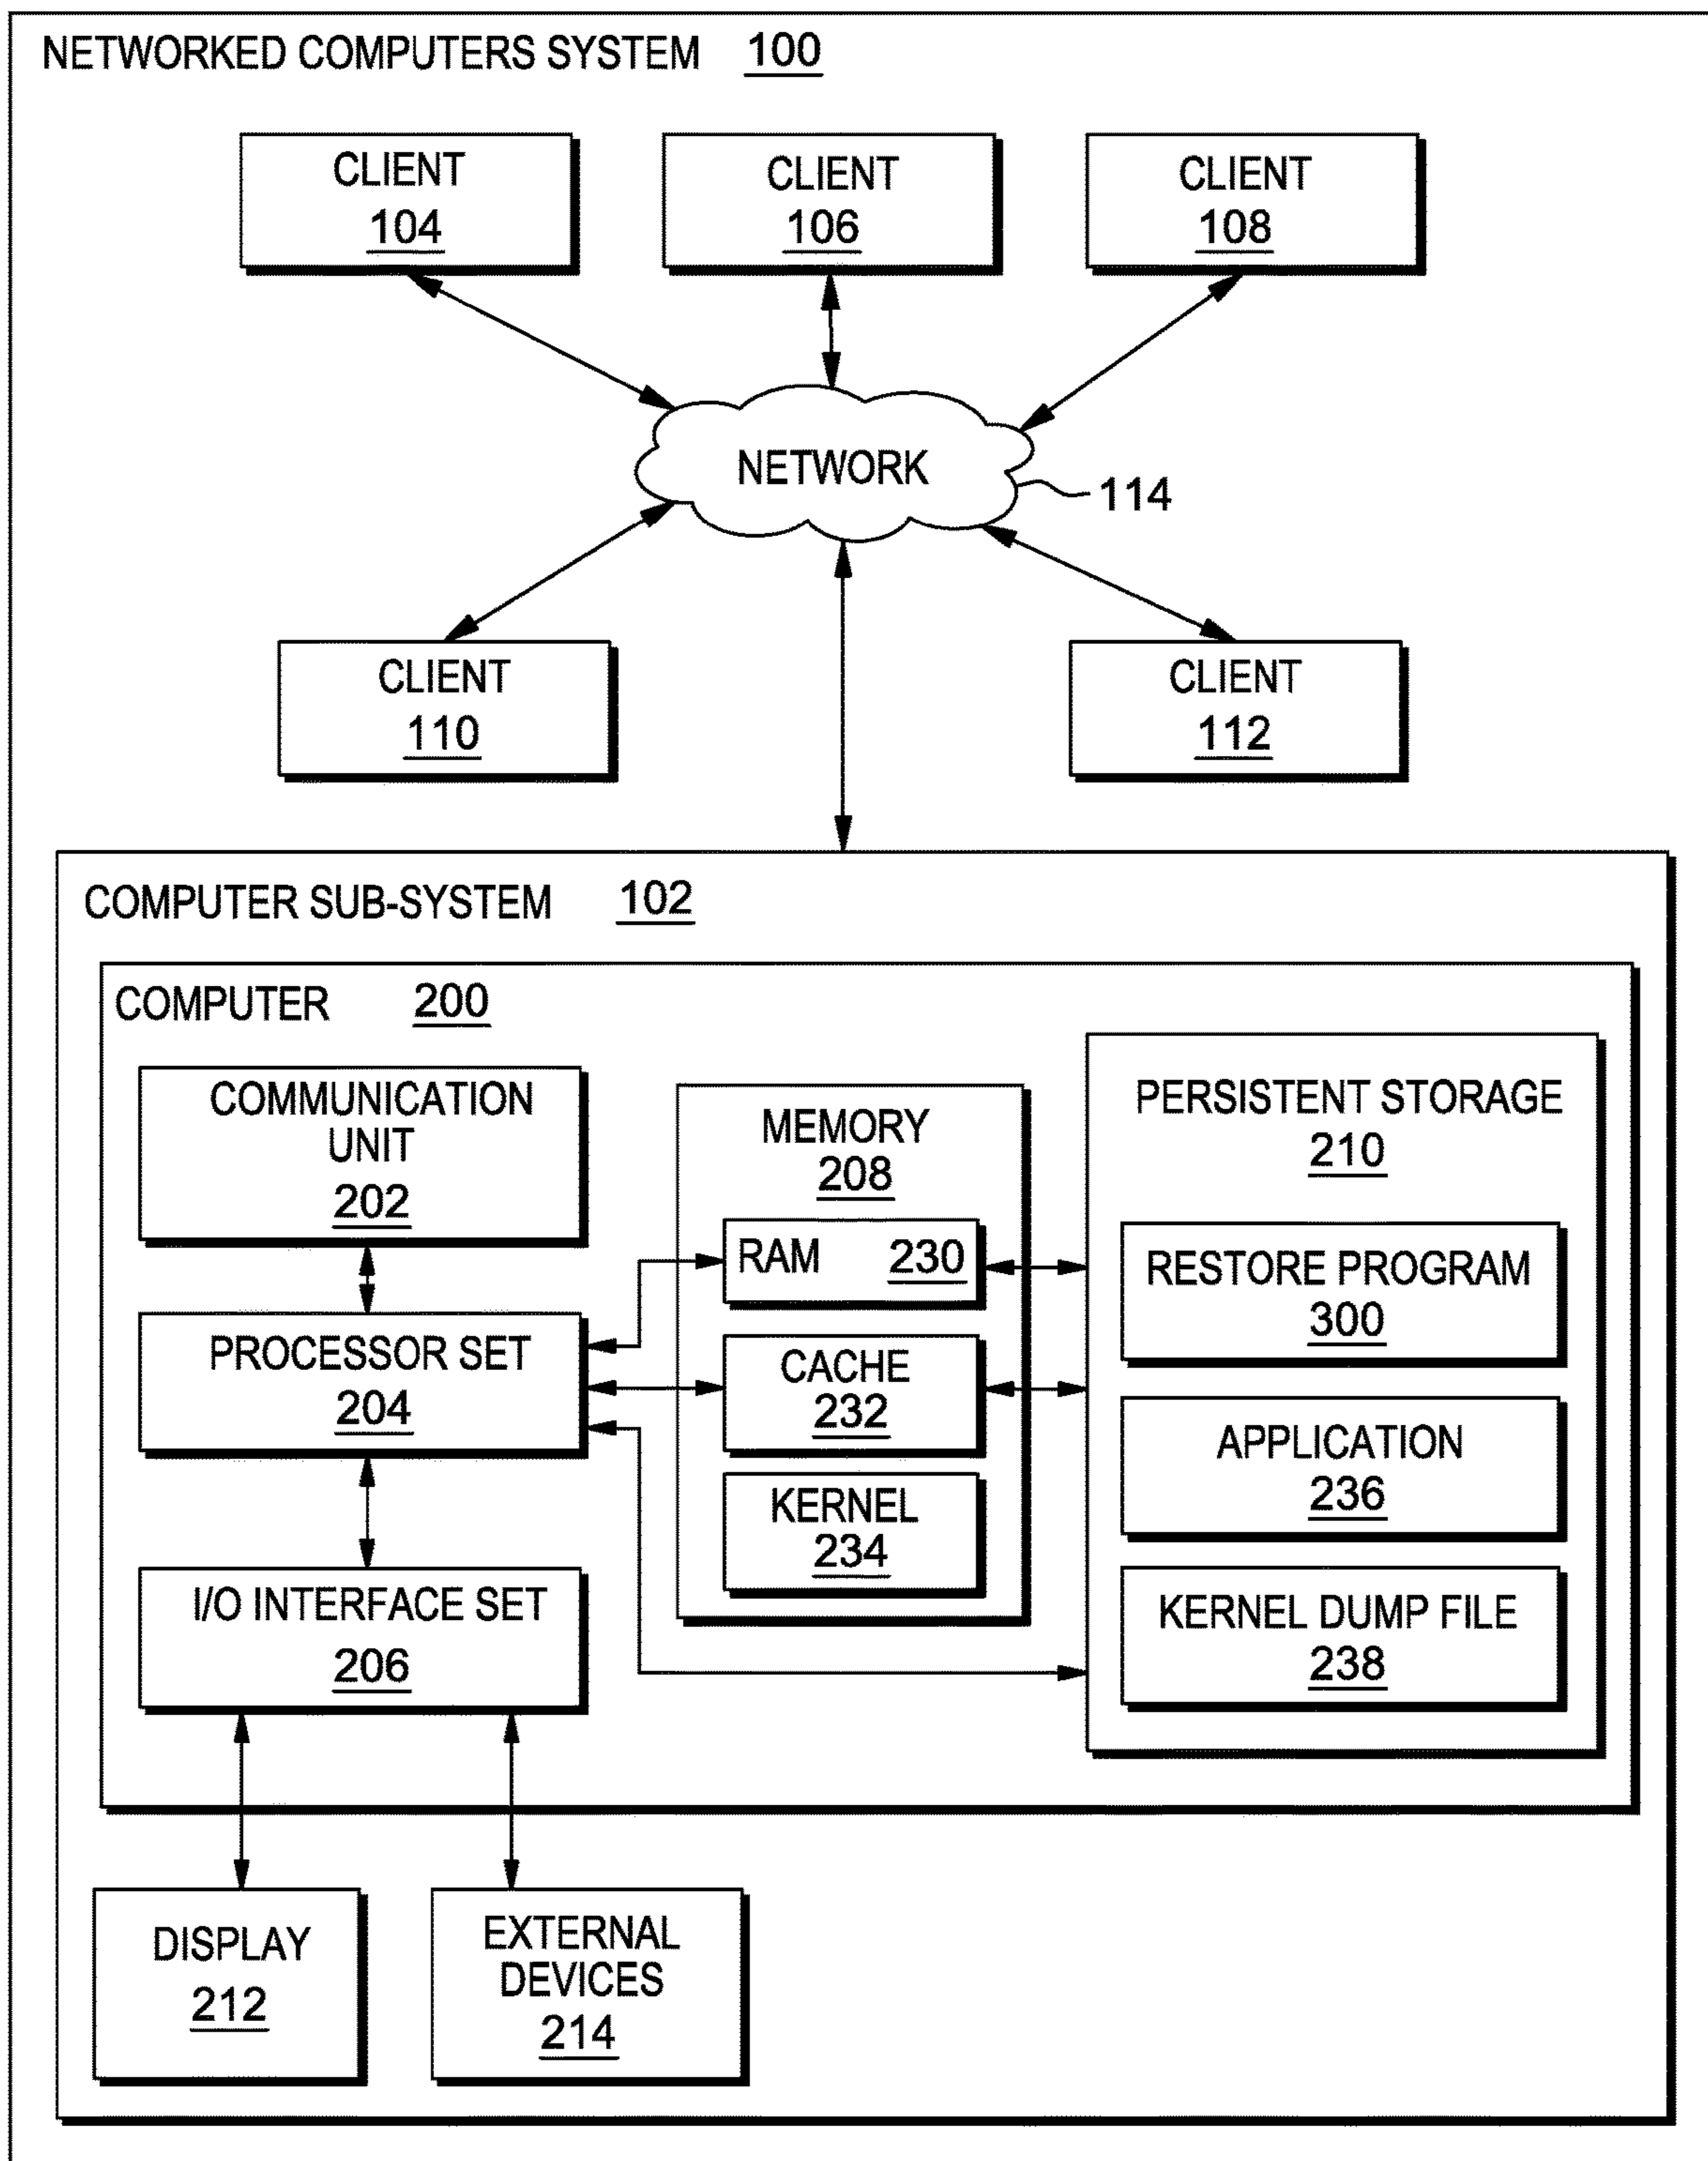 NETWORKED COMPUTERS SYSTEM 100
CLIENT
104
CLIENT
106
CLIENT
108
NETWORK
114
CLIENT
110
CLIENT
112
COMPUTER SUB-SYSTEM 102
COMPUTER 200
COMMUNICATION
UNIT
202
PROCESSOR SET
204
I/O INTERFACE SET
206
MEMORY
208
RAM 230
CACHE
232
KERNEL
234
PERSISTENT STORAGE
210
RESTORE PROGRAM
300
APPLICATION
236
KERNEL DUMP FILE
238
DISPLAY
212
EXTERNAL
DEVICES
214